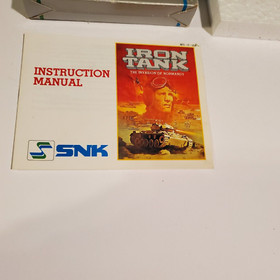 INSTRUCTION
MANUAL
IRON
TANK
THE INVASION OF NORMANDY
SNK